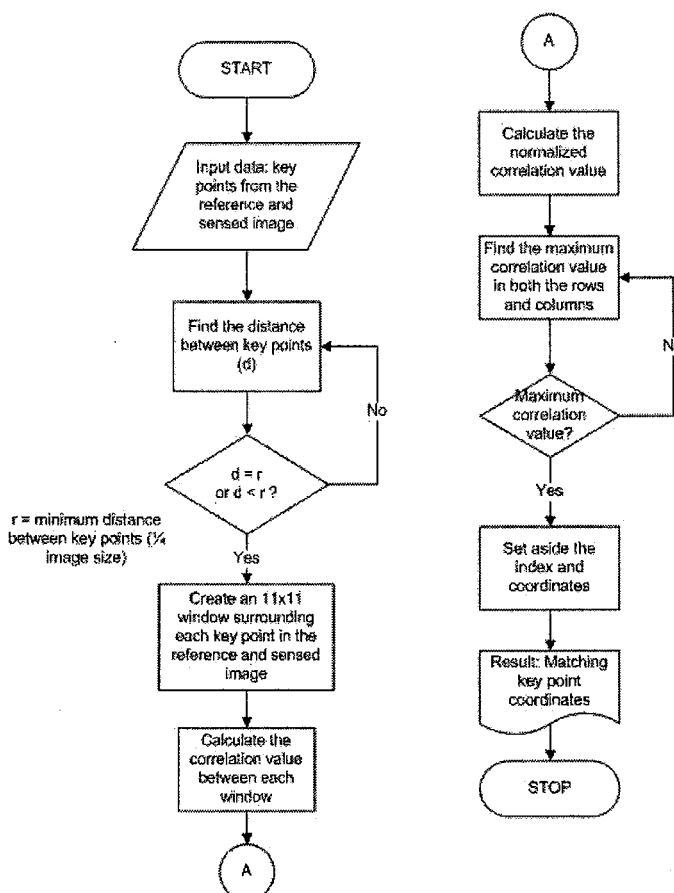 START
Input data: key
points from the
reference and
sensed image
Find the distance
between key points
(d)
No
d = r
or d < r ?
r = minimum distance
between key points (¼
image size)
Yes
Create an 11x11
window surrounding
each key point in the
reference and sensed
image
Calculate the
correlation value
between each
window
A
A
Calculate the
normalized
correlation value
Find the maximum
correlation value
in both the rows
and columns
N
Maximum
correlation
value?
Yes
Set aside the
index and
coordinates
Result: Matching
key point
coordinates
STOP